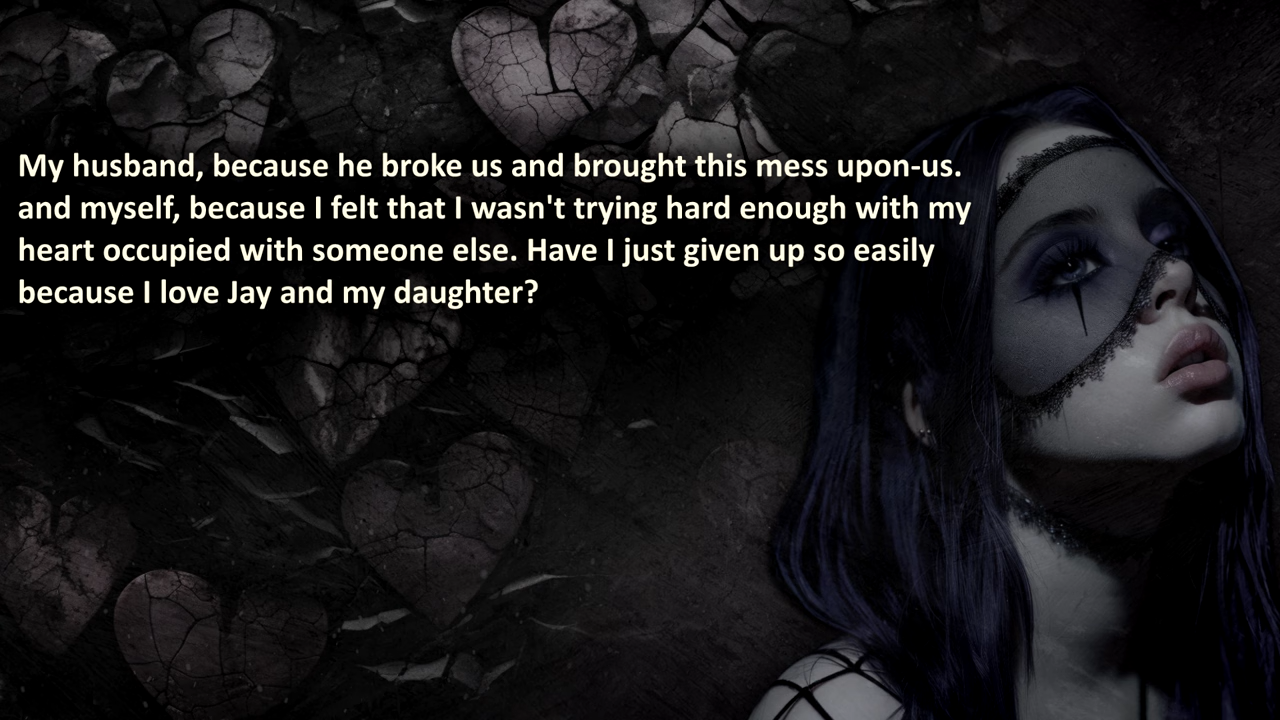 My husband, because he broke us and brought this mess upon-us.
and myself, because I felt that I wasn't trying hard enough with my
heart occupied with someone else. Have I just given up so easily
because I love Jay and my daughter?